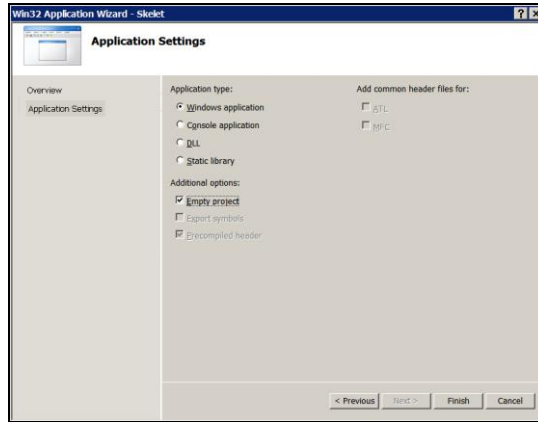 Win32 Application Wizard - Skelet
Application Settings
Overview
Application Settings
Application type:
Windows application
Console application
DLL
Static library
Additional options:
Empty project
Export symbols
Precompiled header
Add common header files for:
ATL
MFC
< Previous
Next >
Finish
Cancel